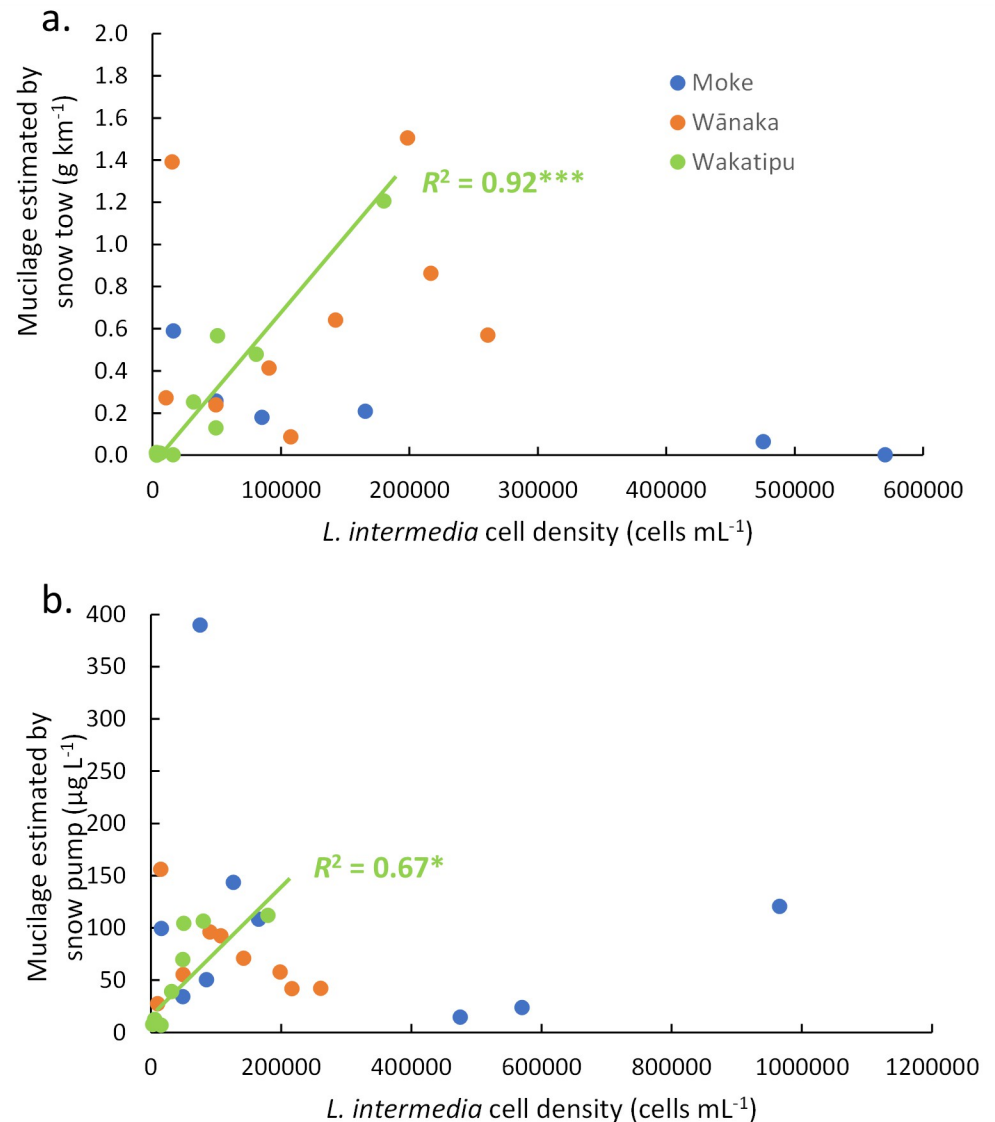 a.
Mucilage estimated by
snow tow (g km⁻¹)
2.0
1.8
1.6
1.4
1.2
1.0
0.8
0.6
0.4
0.2
0.0
Moke
Wānaka
Wakatipu
R² = 0.92***
0 100000 200000 300000 400000 500000 600000
L. intermedia cell density (cells mL⁻¹)
b.
Mucilage estimated by
snow pump (µg L⁻¹)
400
350
300
250
200
150
100
50
0
R² = 0.67*
0 200000 400000 600000 800000 1000000 1200000
L. intermedia cell density (cells mL⁻¹)